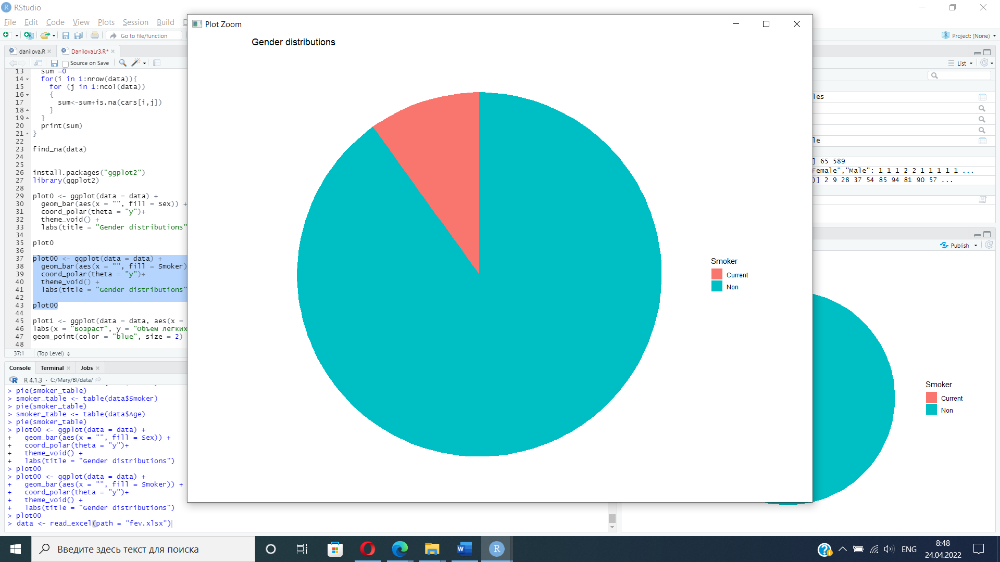 RStudio
File Edit Code View Plots Session Build
Go to file/function
Project: (None)
danilova.R
DanilovaLr3.R*
Source on Save
13 sum =0
14 for(i in 1:nrow(data)){
15 for (j in 1:ncol(data))
16 {
17 sum<-sum+is.na(cars[i,j])
18 }
19 }
20 print(sum)
21 }
22
23 find_na(data)
24
25
26 install.packages("ggplot2")
27 library(ggplot2)
28
29 plot0 <- ggplot(data = data) +
30 geom_bar(aes(x = "", fill = Sex)) +
31 coord_polar(theta = "y")+
32 theme_void() +
33 labs(title = "Gender distributions"
34
35 plot0
36
37 plot00 <- ggplot(data = data) +
38 geom_bar(aes(x = "", fill = Smoker)
39 coord_polar(theta = "y")+
40 theme_void() +
41 labs(title = "Gender distributions"
42
43 plot00
44
45 plot1 <- ggplot(data = data, aes(x =
46 labs(x = "Возраст", y = "Объем легких
47 geom_point(color = "blue", size = 2)
48
37:1 (Top Level)
Console Terminal Jobs
R 4.1.3 · C:/Mary/BI/data/
> pie(smoker_table)
> smoker_table <- table(data$Smoker)
> pie(smoker_table)
> smoker_table <- table(data$Age)
> pie(smoker_table)
> plot00 <- ggplot(data = data) +
+ geom_bar(aes(x = "", fill = Sex)) +
+ coord_polar(theta = "y")+
+ theme_void() +
+ labs(title = "Gender distributions")
> plot00
> plot00 <- ggplot(data = data) +
+ geom_bar(aes(x = "", fill = Smoker)) +
+ coord_polar(theta = "y")+
+ theme_void() +
+ labs(title = "Gender distributions")
> plot00
> data <- read_excel(path = "fev.xlsx")
Plot Zoom
Gender distributions
Smoker
Current
Non
List
les
le
] 65 589
Female","Male": 1 1 1 2 2 1 1 1 1 1 ...
)] 2 9 28 37 54 85 94 81 90 57 ...
Publish
Smoker
Current
Non
Введите здесь текст для поиска
ENG
8:48
24.04.2022